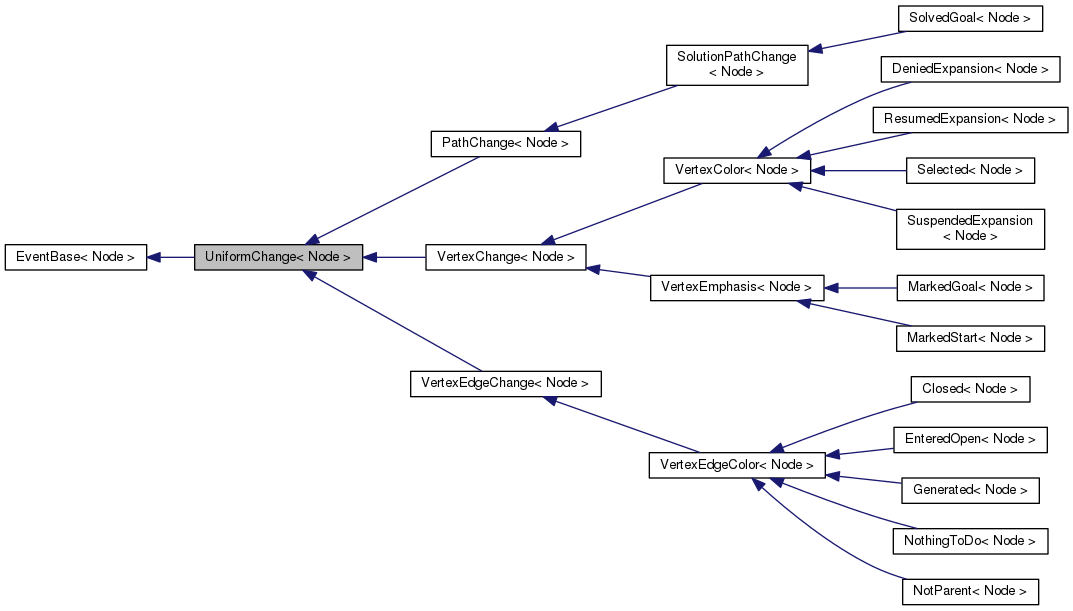 SolvedGoal< Node >
SolutionPathChange
< Node >
DeniedExpansion< Node >
ResumedExpansion< Node >
PathChange< Node >
VertexColor< Node >
Selected< Node >
SuspendedExpansion
< Node >
EventBase< Node >
UniformChange< Node >
VertexChange< Node >
VertexEmphasis< Node >
MarkedGoal< Node >
MarkedStart< Node >
VertexEdgeChange< Node >
Closed< Node >
EnteredOpen< Node >
VertexEdgeColor< Node >
Generated< Node >
NothingToDo< Node >
NotParent< Node >